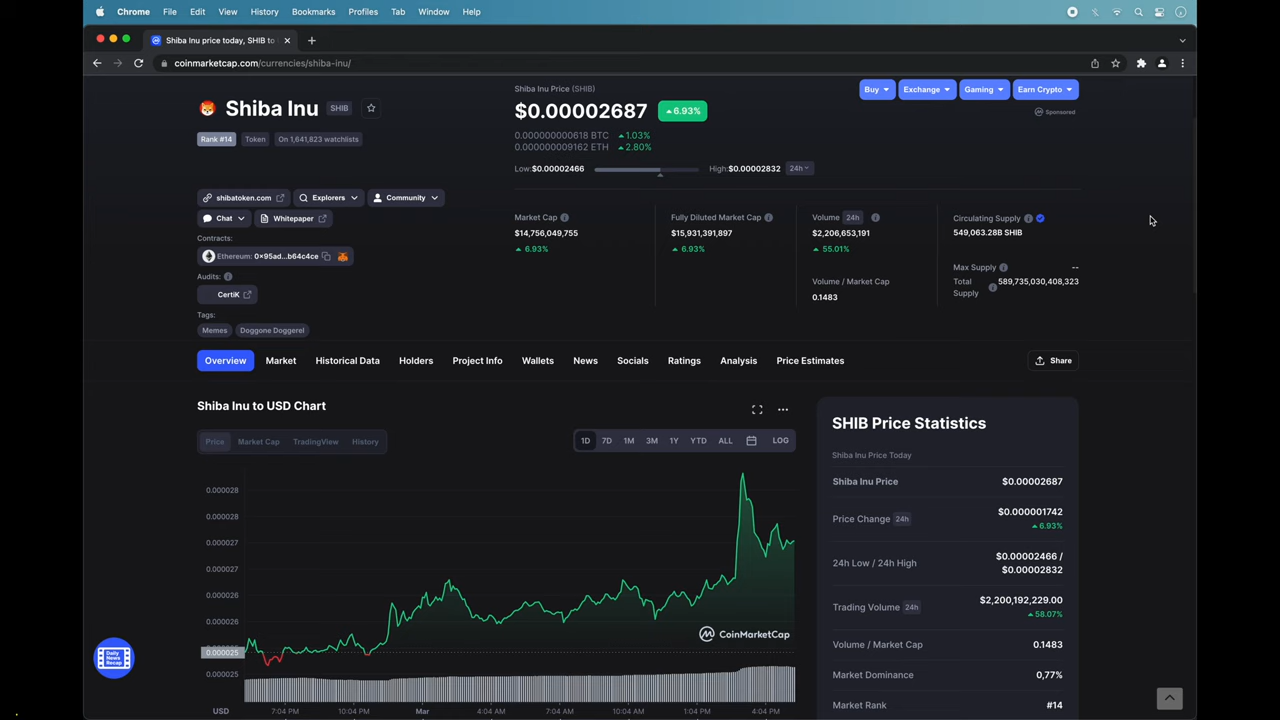 Chrome File Edit View History Bookmarks Profiles Tab Window Help
Shiba Inu price today, SHIB to
coinmarketcap.com/currencies/shiba-inu/
Shiba Inu SHIB
Rank #14 Token On 1,641,823 watchlists
shibatoken.com Explorers Community
Chat Whitepaper
Contracts:
Ethereum: 0x95ad...b64c4ce
Audits:
CertiK
Tags:
Memes Doggone Doggerel
Shiba Inu Price (SHIB)
$0.00002687 6.93%
0.000000000618 BTC 1.03%
0.000000009162 ETH 2.80%
Low:$0.00002466 High:$0.00002832 24h
Buy Exchange Gaming Earn Crypto
Sponsored
Market Cap
$14,756,049,755
6.93%
Fully Diluted Market Cap
$15,931,391,897
6.93%
Volume 24h
$2,206,653,191
55.01%
Volume / Market Cap
0.1483
Circulating Supply
549,063.28B SHIB
Max Supply --
Total Supply 589,735,030,408,323
Overview Market Historical Data Holders Project Info Wallets News Socials Ratings Analysis Price Estimates Share
Shiba Inu to USD Chart
Price Market Cap TradingView History
1D 7D 1M 3M 1Y YTD ALL LOG
0.000028
0.000028
0.000027
0.000027
0.000026
0.000026
0.000025
0.000025
CoinMarketCap
USD 7:04 PM 10:04 PM Mar 4:04 AM 7:04 AM 10:04 AM 1:04 PM 4:04 PM
Daily
News
Recap
SHIB Price Statistics
Shiba Inu Price Today
Shiba Inu Price $0.00002687
Price Change 24h $0.000001742
6.93%
24h Low / 24h High $0.00002466 /
$0.00002832
Trading Volume 24h $2,200,192,229.00
58.07%
Volume / Market Cap 0.1483
Market Dominance 0,77%
Market Rank #14